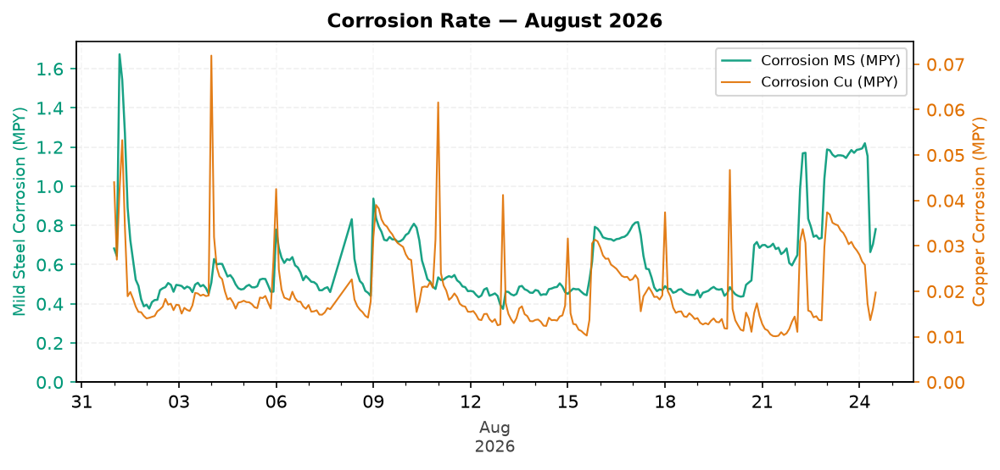 Corrosion Rate — August 2026
Corrosion MS (MPY)
Corrosion Cu (MPY)
Mild Steel Corrosion (MPY)
1.6
1.4
1.2
1.0
0.8
0.6
0.4
0.2
0.0
Copper Corrosion (MPY)
0.07
0.06
0.05
0.04
0.03
0.02
0.01
0.00
31 03 06 09 12 15 18 21 24
Aug
2026